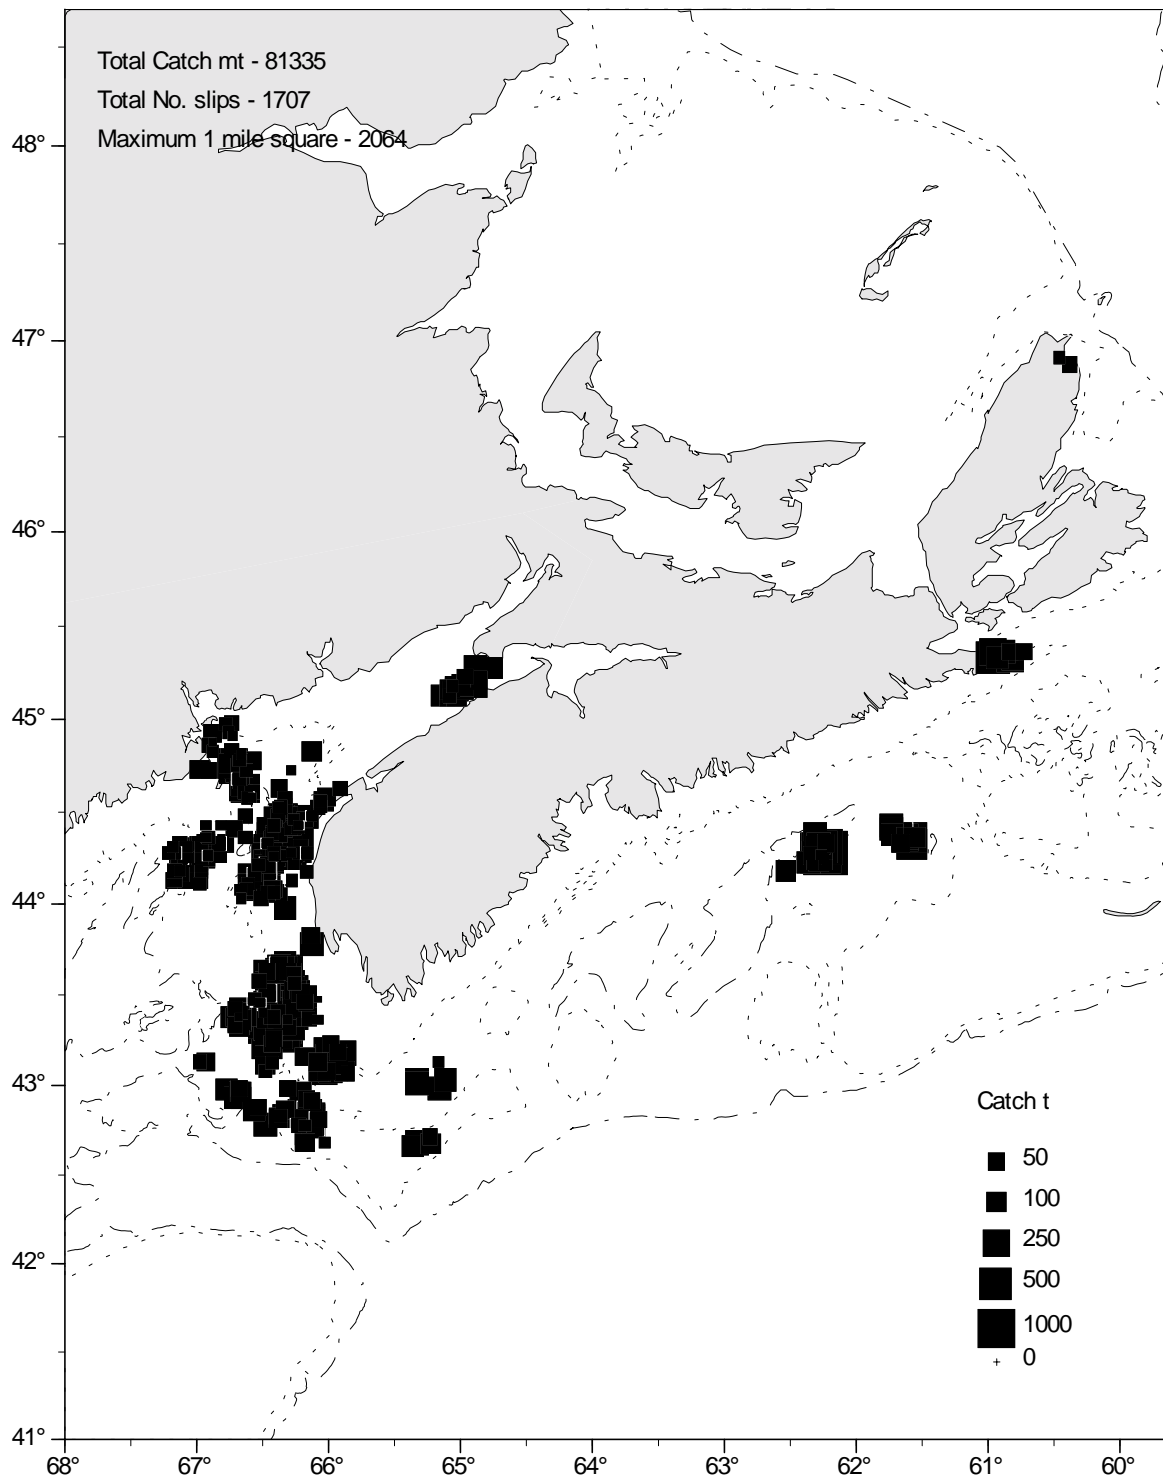 Total Catch mt - 81335
Total No. slips - 1707
Maximum 1 mile square - 2064
48°
47°
46°
45°
44°
43°
42°
41°
Catch t
50
100
250
500
1000
0
68° 67° 66° 65° 64° 63° 62° 61° 60°